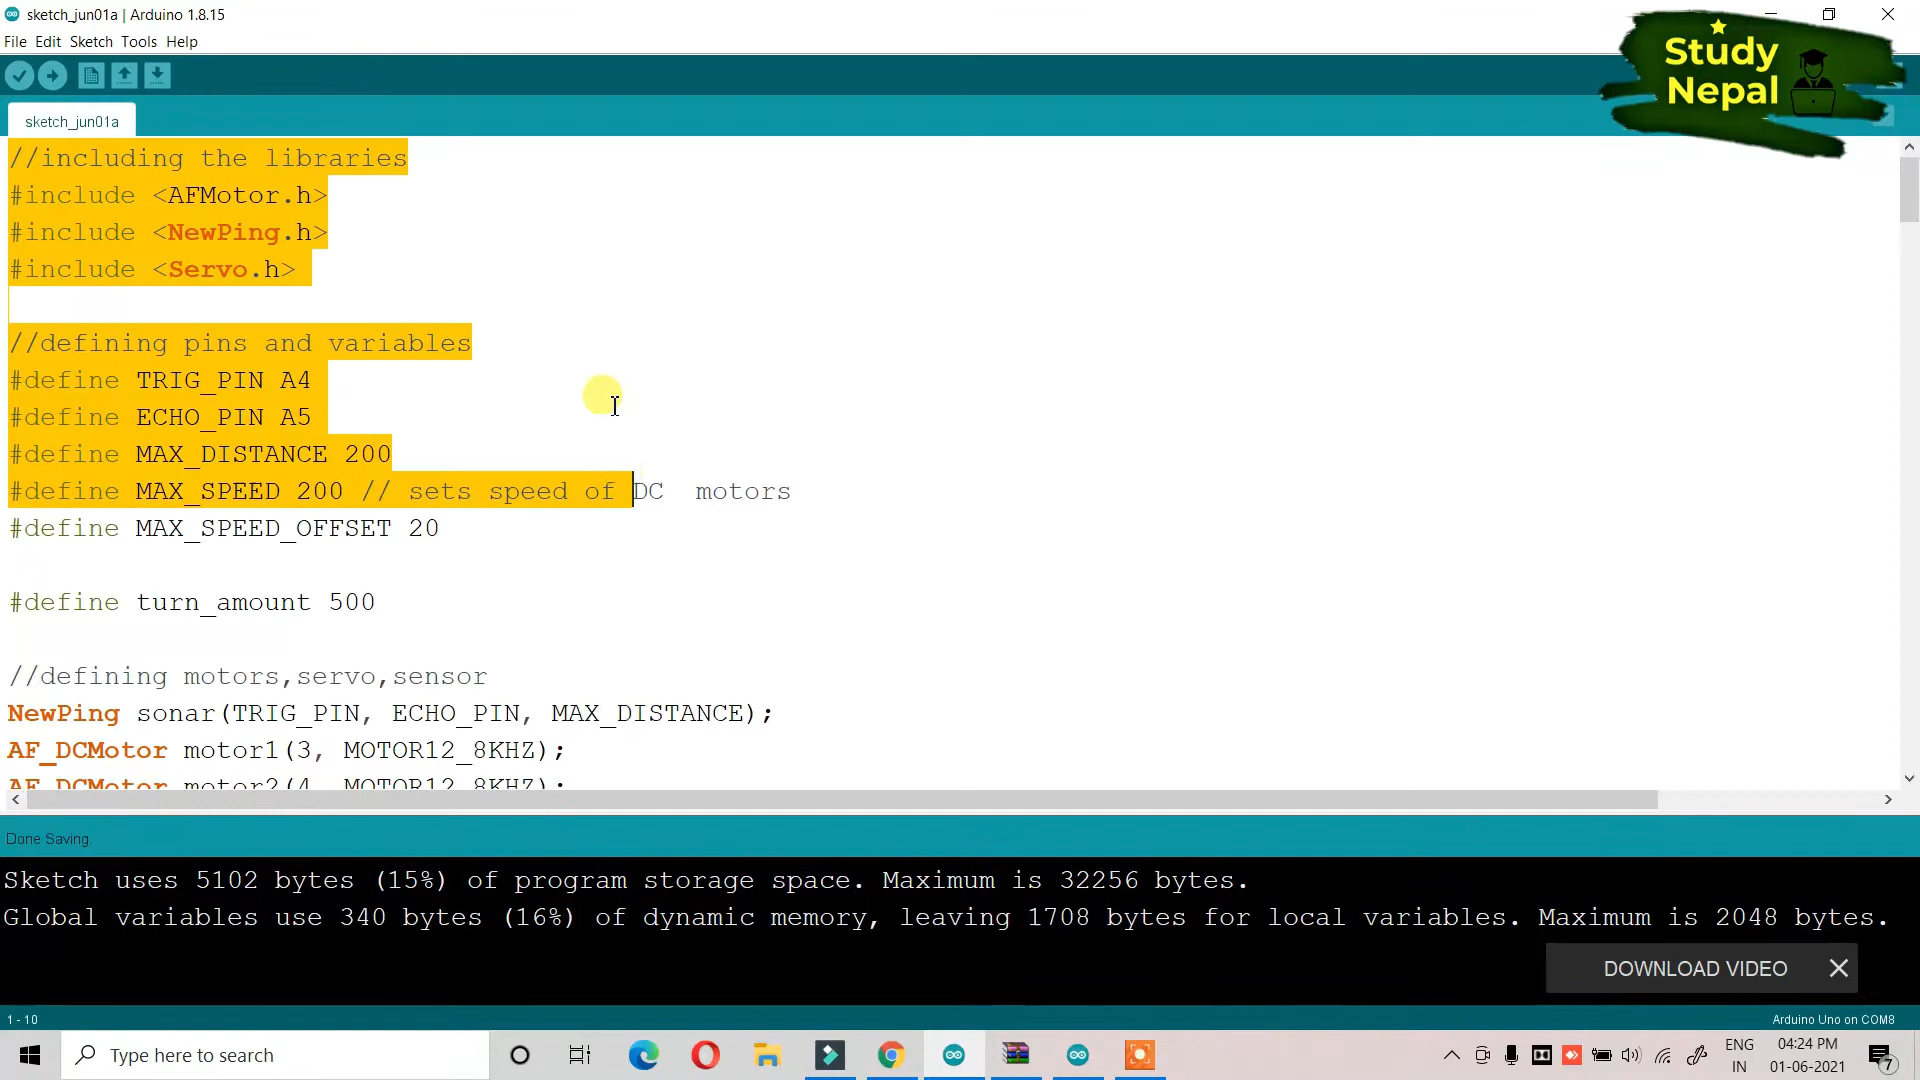 sketch_jun01a | Arduino 1.8.15
File Edit Sketch Tools Help
Study
Nepal
sketch_jun01a
//including the libraries
#include <AFMotor.h>
#include <NewPing.h>
#include <Servo.h>
//defining pins and variables
#define TRIG_PIN A4
#define ECHO_PIN A5
#define MAX_DISTANCE 200
#define MAX_SPEED 200 // sets speed of DC  motors
#define MAX_SPEED_OFFSET 20
#define turn_amount 500
//defining motors,servo,sensor
NewPing sonar(TRIG_PIN, ECHO_PIN, MAX_DISTANCE);
AF_DCMotor motor1(3, MOTOR12_8KHZ);
AF_DCMotor motor2(4, MOTOR12_8KHZ);
Done Saving.
Sketch uses 5102 bytes (15%) of program storage space. Maximum is 32256 bytes.
Global variables use 340 bytes (16%) of dynamic memory, leaving 1708 bytes for local variables. Maximum is 2048 bytes.
DOWNLOAD VIDEO
1 - 10
Arduino Uno on COM8
Type here to search
ENG
IN
04:24 PM
01-06-2021
7